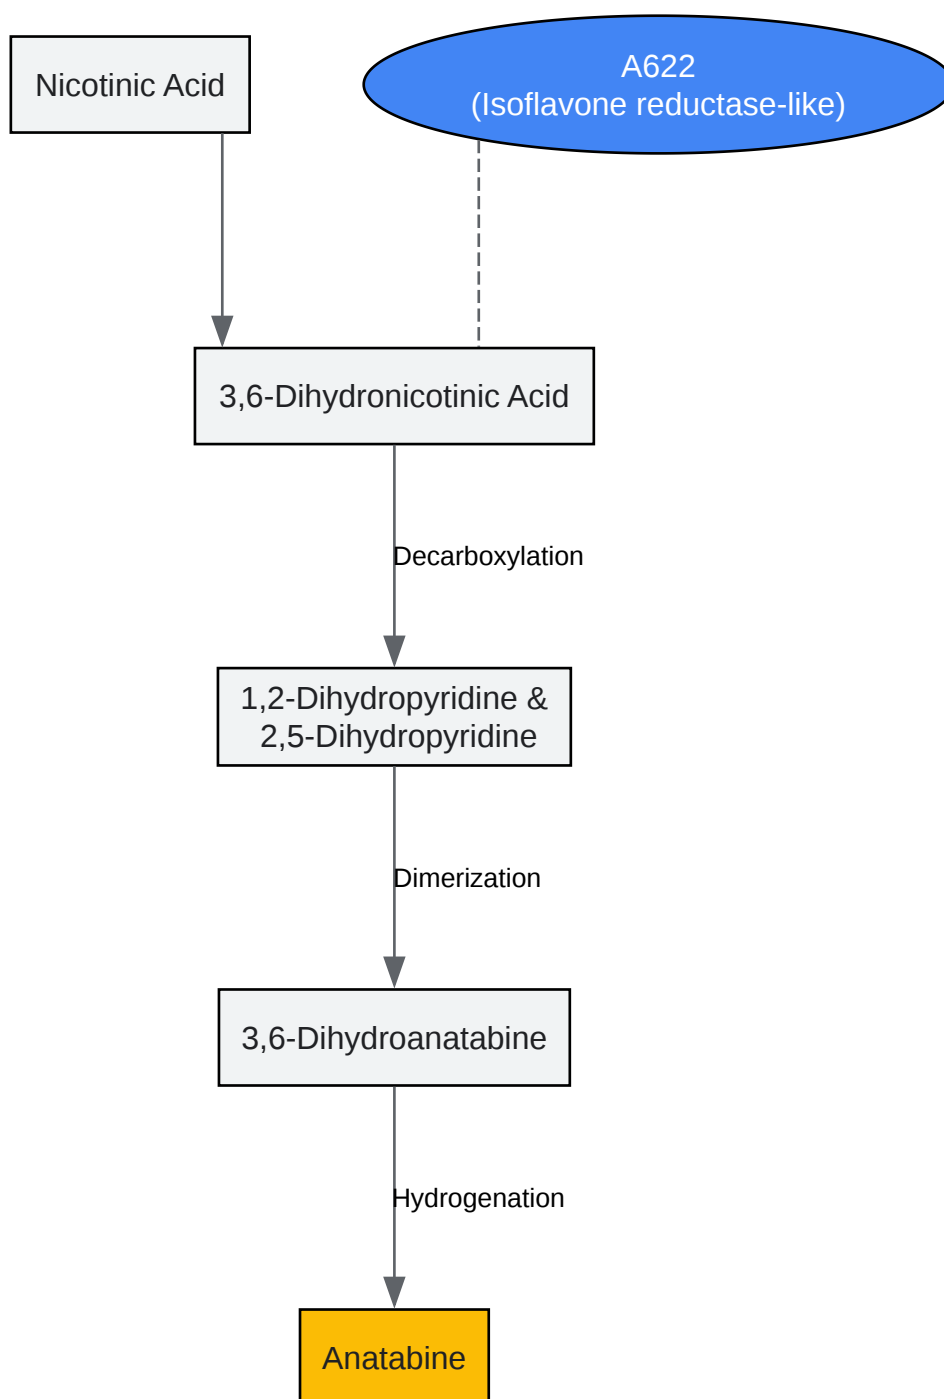 Nicotinic Acid
A622
(Isoflavone reductase-like)
3,6-Dihydronicotinic Acid
Decarboxylation
1,2-Dihydropyridine &
2,5-Dihydropyridine
Dimerization
3,6-Dihydroanatabine
Hydrogenation
Anatabine